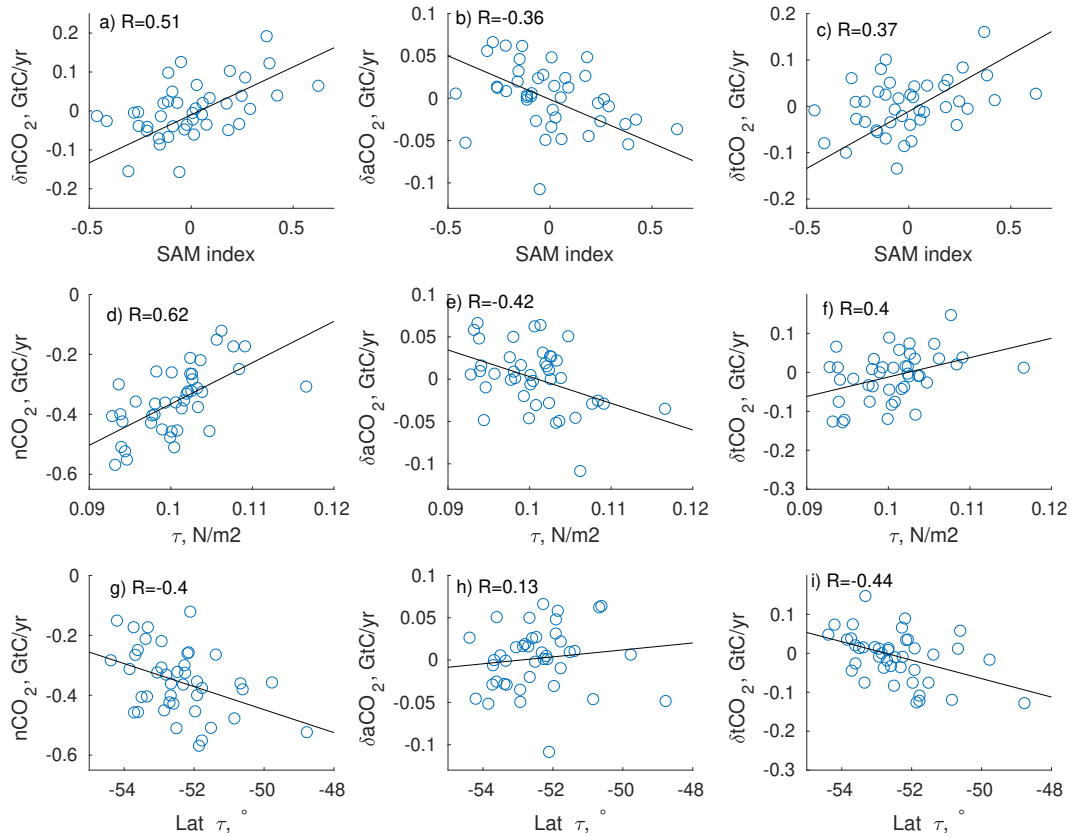 a) R=0.51
0.2
0.1
0
-0.1
-0.2
δnCO2, GtC/yr
-0.5
0
0.5
SAM index
b) R=-0.36
0.1
0.05
0
-0.05
-0.1
δaCO2, GtC/yr
-0.5
0
0.5
SAM index
c) R=0.37
0.2
0.1
0
-0.1
-0.2
δtCO2, GtC/yr
-0.5
0
0.5
SAM index
d) R=0.62
0
-0.2
-0.4
-0.6
nCO2, GtC/yr
0.09
0.1
0.11
0.12
τ, N/m2
e) R=-0.42
0.1
0.05
0
-0.05
-0.1
δaCO2, GtC/yr
0.09
0.1
0.11
0.12
τ, N/m2
f) R=0.4
0.2
0.1
0
-0.1
-0.2
-0.3
δtCO2, GtC/yr
0.09
0.1
0.11
0.12
τ, N/m2
g) R=-0.4
0
-0.2
-0.4
-0.6
nCO2, GtC/yr
-54
-52
-50
-48
Lat τ, °
h) R=0.13
0.1
0.05
0
-0.05
-0.1
δaCO2, GtC/yr
-54
-52
-50
-48
Lat τ, °
i) R=-0.44
0.2
0.1
0
-0.1
-0.2
-0.3
δtCO2, GtC/yr
-54
-52
-50
-48
Lat τ, °